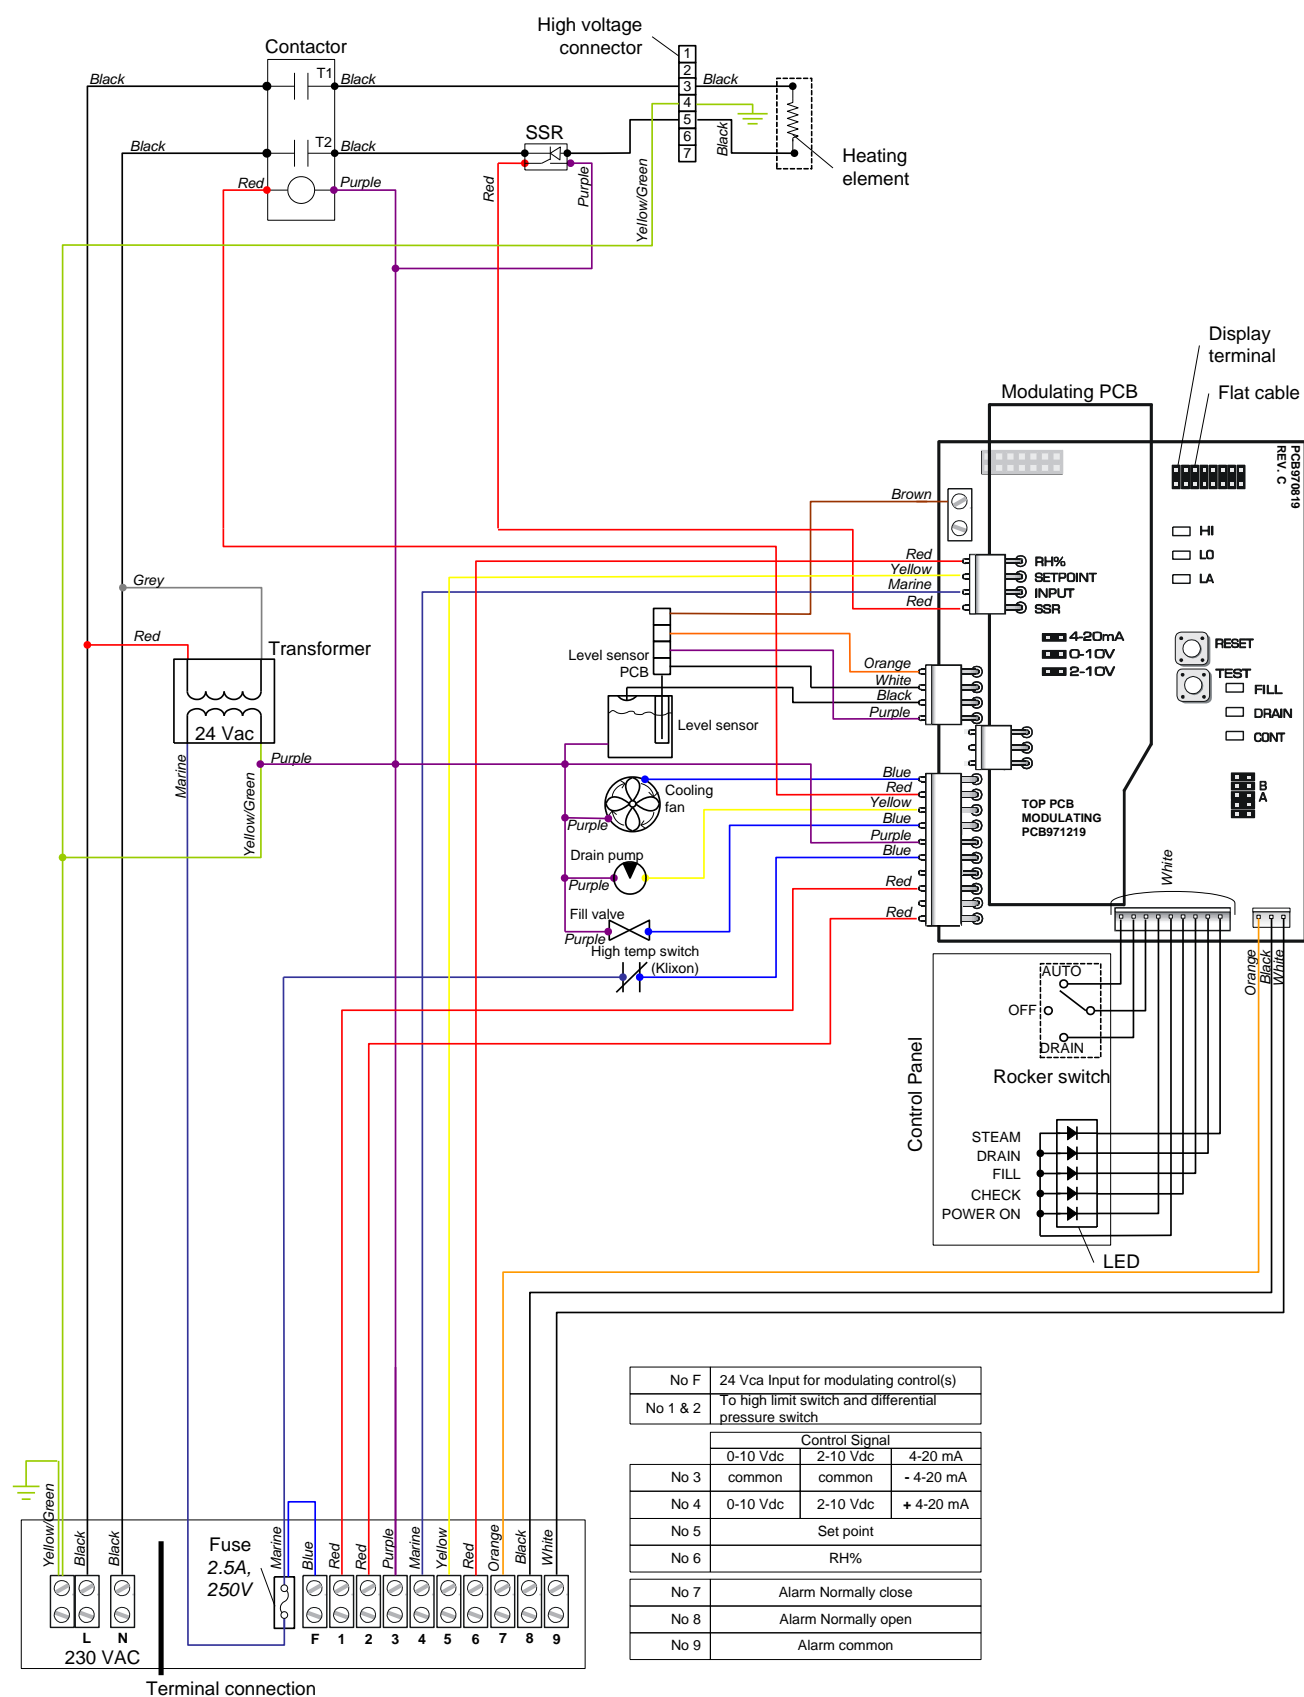 High voltage
connector
Contactor
1
2
3
4
5
6
7
Black
T1
Black
Black
Black
T2
Black
SSR
Black
Heating
element
Red
Purple
Red
Purple
Yellow/Green
Display
terminal
Flat cable
Modulating PCB
PCB970819
REV. C
Brown
HI
LO
LA
Red
Yellow
Marine
Red
RH%
SETPOINT
INPUT
SSR
Grey
Red
Transformer
24 Vac
Marine
Yellow/Green
Purple
4-20mA
0-10V
2-10V
RESET
TEST
FILL
DRAIN
CONT
B
A
Level sensor
PCB
Level sensor
Orange
White
Black
Purple
Cooling
fan
Purple
Drain pump
Purple
Fill valve
Purple
High temp switch
(Klixon)
Blue
Red
Yellow
Blue
Purple
Blue
Red
Red
TOP PCB
MODULATING
PCB971219
White
Orange
Black
White
AUTO
OFF
DRAIN
Rocker switch
Control Panel
STEAM
DRAIN
FILL
CHECK
POWER ON
LED
No F 24 Vca Input for modulating control(s)
No 1 & 2 To high limit switch and differential
pressure switch
Control Signal
0-10 Vdc 2-10 Vdc 4-20 mA
No 3 common common - 4-20 mA
No 4 0-10 Vdc 2-10 Vdc + 4-20 mA
No 5 Set point
No 6 RH%
No 7 Alarm Normally close
No 8 Alarm Normally open
No 9 Alarm common
Yellow/Green
Black
Black
Fuse
2.5A,
250V
Marine
Blue
Red
Red
Purple
Marine
Yellow
Red
Orange
Black
White
L N F 1 2 3 4 5 6 7 8 9
230 VAC
Terminal connection